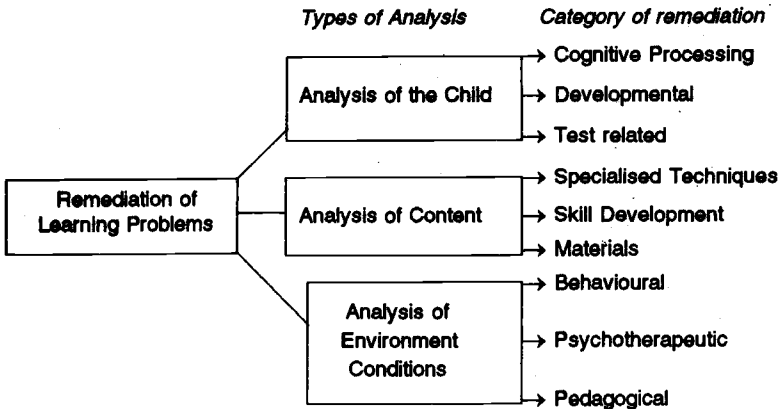 Types of Analysis
Category of remediation
Remediation of
Learning Problems
Analysis of the Child
Cognitive Processing
Developmental
Test related
Analysis of Content
Specialised Techniques
Skill Development
Materials
Analysis of
Environment
Conditions
Behavioural
Psychotherapeutic
Pedagogical